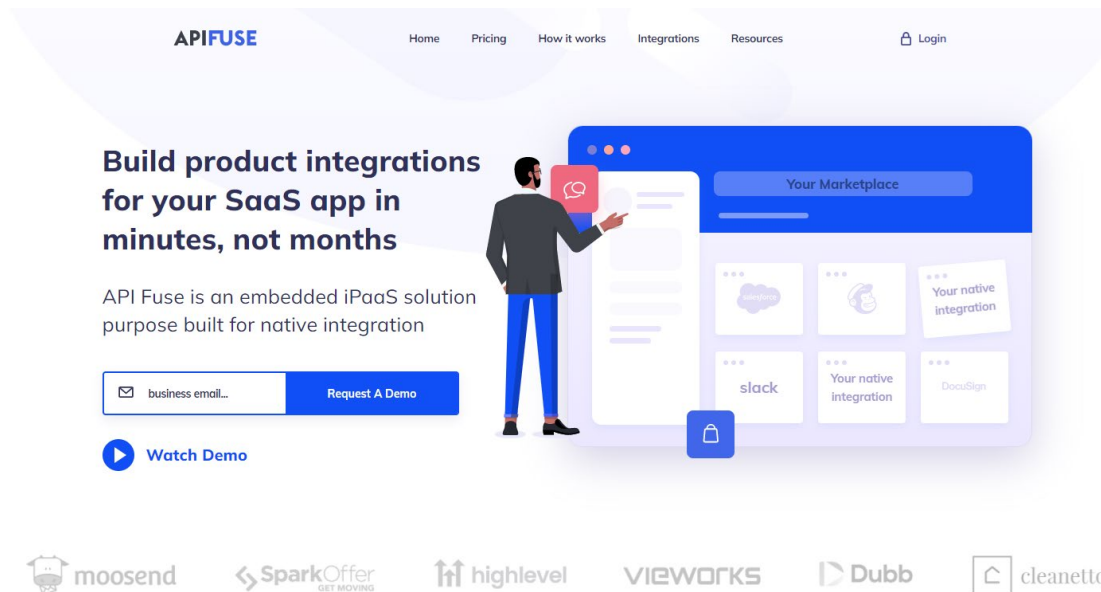 APIFUSE
Home Pricing How it works Integrations Resources Login
Build product integrations
for your SaaS app in
minutes, not months
API Fuse is an embedded iPaaS solution
purpose built for native integration
business email... Request A Demo
Watch Demo
Your Marketplace
salesforce
Your native
integration
slack
Your native
integration
DocuSign
moosend
SparkOffer
GET MOVING
highlevel
VIEWORKS
Dubb
cleanetto